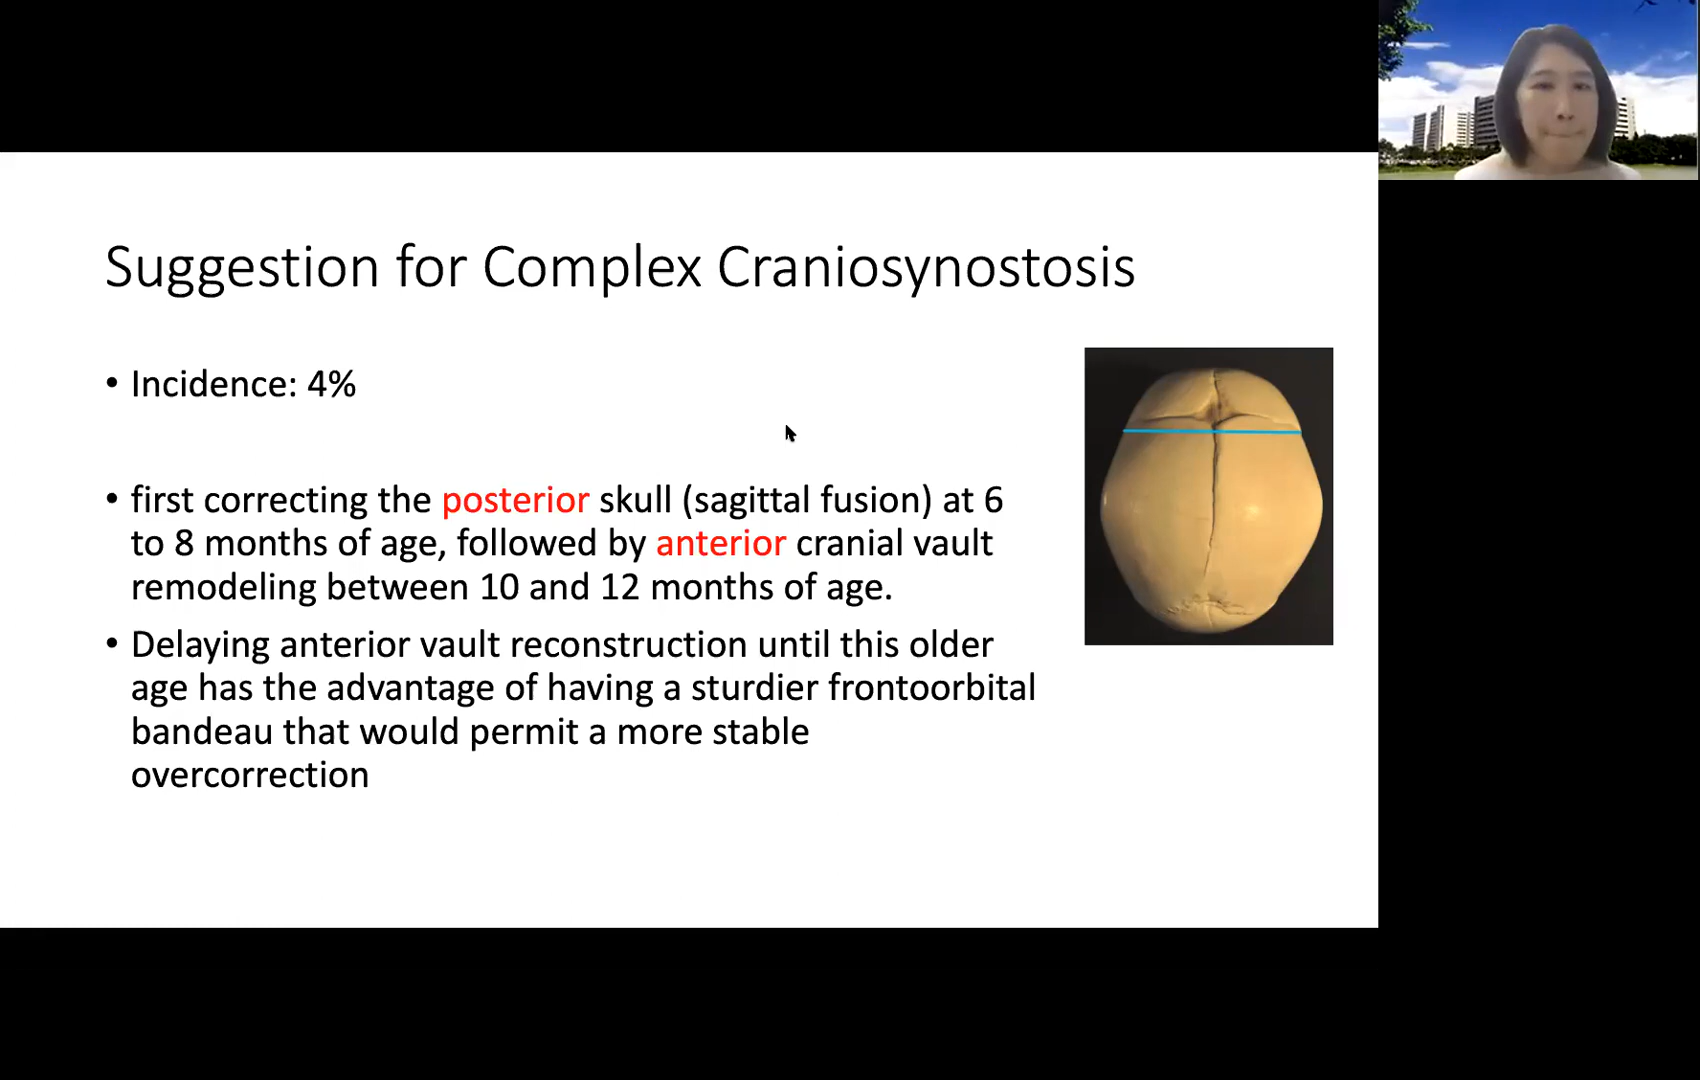 Suggestion for Complex Craniosynostosis
• Incidence: 4%
• first correcting the posterior skull (sagittal fusion) at 6
to 8 months of age, followed by anterior cranial vault
remodeling between 10 and 12 months of age.
• Delaying anterior vault reconstruction until this older
age has the advantage of having a sturdier frontoorbital
bandeau that would permit a more stable
overcorrection